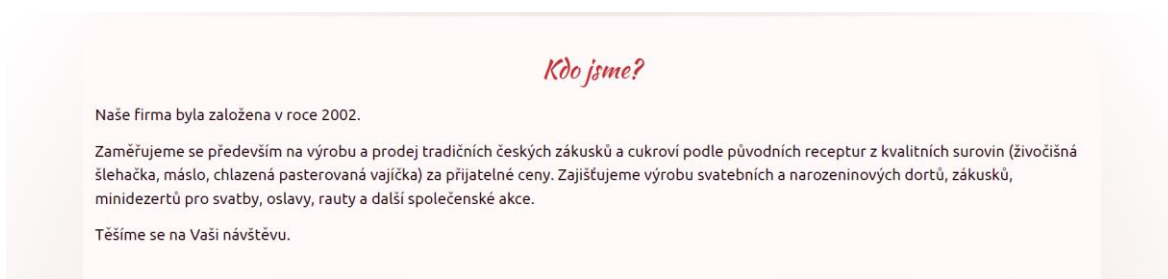 Kdo jsme?
Naše firma byla založena v roce 2002.
Zaměřujeme se především na výrobu a prodej tradičních českých zákusků a cukroví podle původních receptur z kvalitních surovin (živočišná
šlehačka, máslo, chlazená pasterovaná vajíčka) za přijatelné ceny. Zajišťujeme výrobu svatebních a narozeninových dortů, zákusků,
minidezertů pro svatby, oslavy, rauty a další společenské akce.
Těšíme se na Vaši návštěvu.